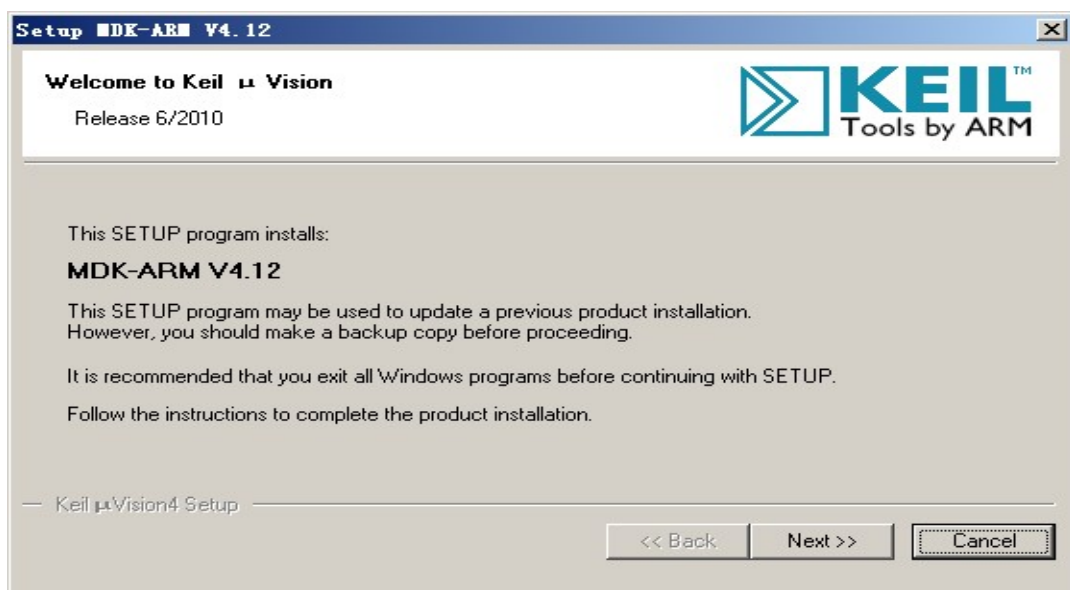 Setup MDK-ARM V4.12
Welcome to Keil μ Vision
Release 6/2010
KEIL™
Tools by ARM
This SETUP program installs:
MDK-ARM V4.12
This SETUP program may be used to update a previous product installation.
However, you should make a backup copy before proceeding.
It is recommended that you exit all Windows programs before continuing with SETUP.
Follow the instructions to complete the product installation.
Keil μVision4 Setup
<< Back
Next >>
Cancel